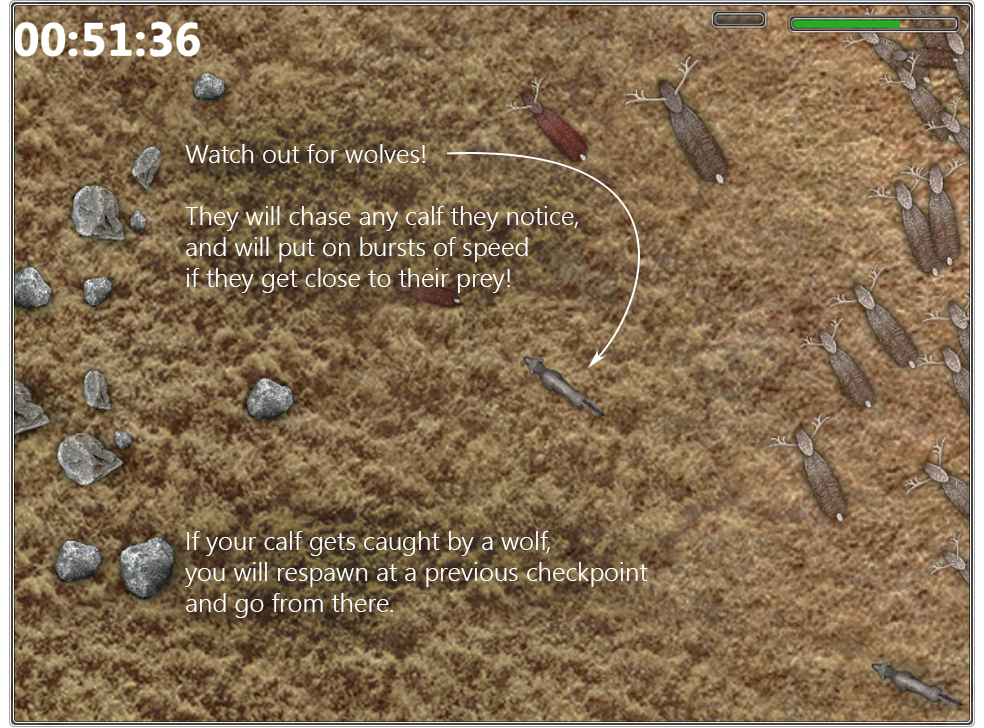 00:51:36
Watch out for wolves!
They will chase any calf they notice,
and will put on bursts of speed
if they get close to their prey!
If your calf gets caught by a wolf,
you will respawn at a previous checkpoint
and go from there.